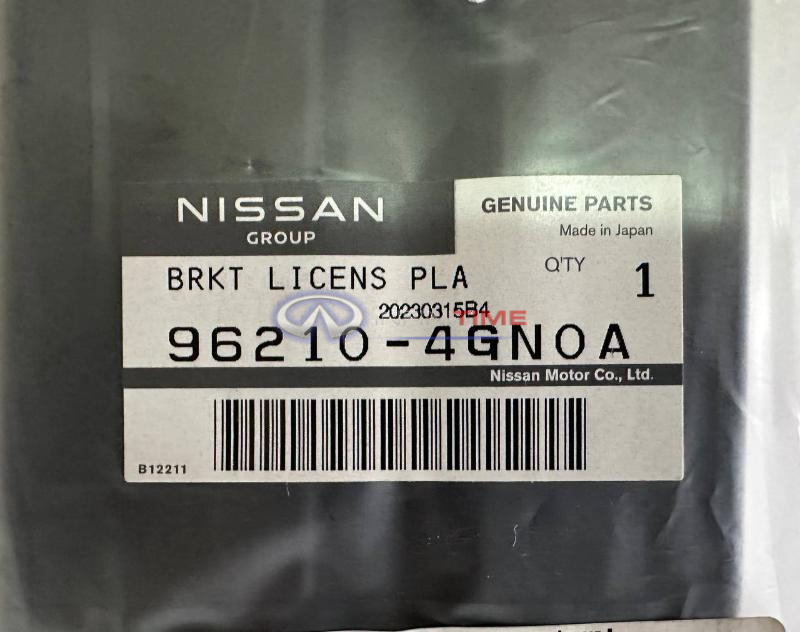 NISSAN
GROUP
GENUINE PARTS
Made in Japan
BRKT LICENS PLA
Q'TY 1
20230315B4
TIME
96210-4GN0A
Nissan Motor Co., Ltd.
B12211